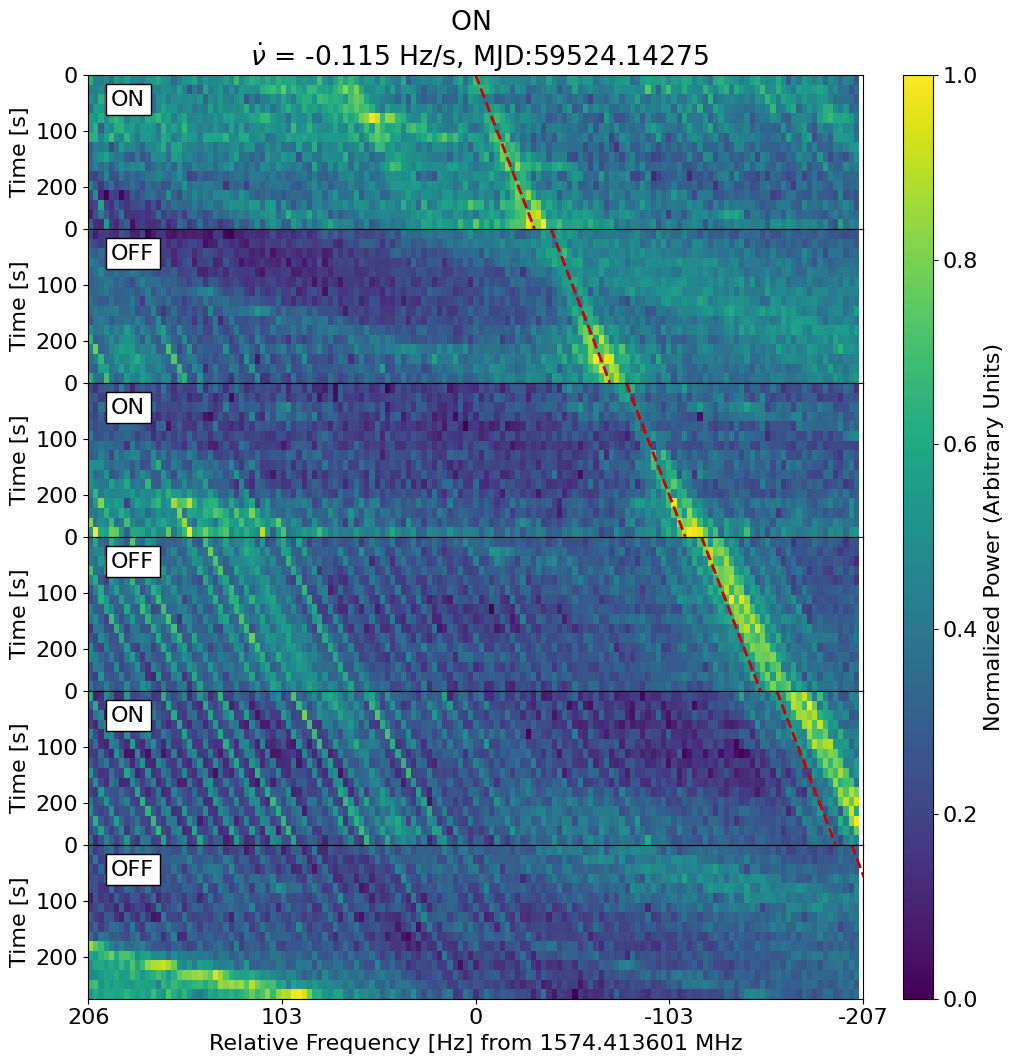 ON
ν̇ = -0.115 Hz/s, MJD:59524.14275
ON
OFF
ON
OFF
ON
OFF
0
100
200
0
100
200
0
100
200
0
100
200
0
100
200
0
100
200
Time [s]
Time [s]
Time [s]
Time [s]
Time [s]
Time [s]
206
103
0
-103
-207
Relative Frequency [Hz] from 1574.413601 MHz
1.0
0.8
0.6
0.4
0.2
0.0
Normalized Power (Arbitrary Units)